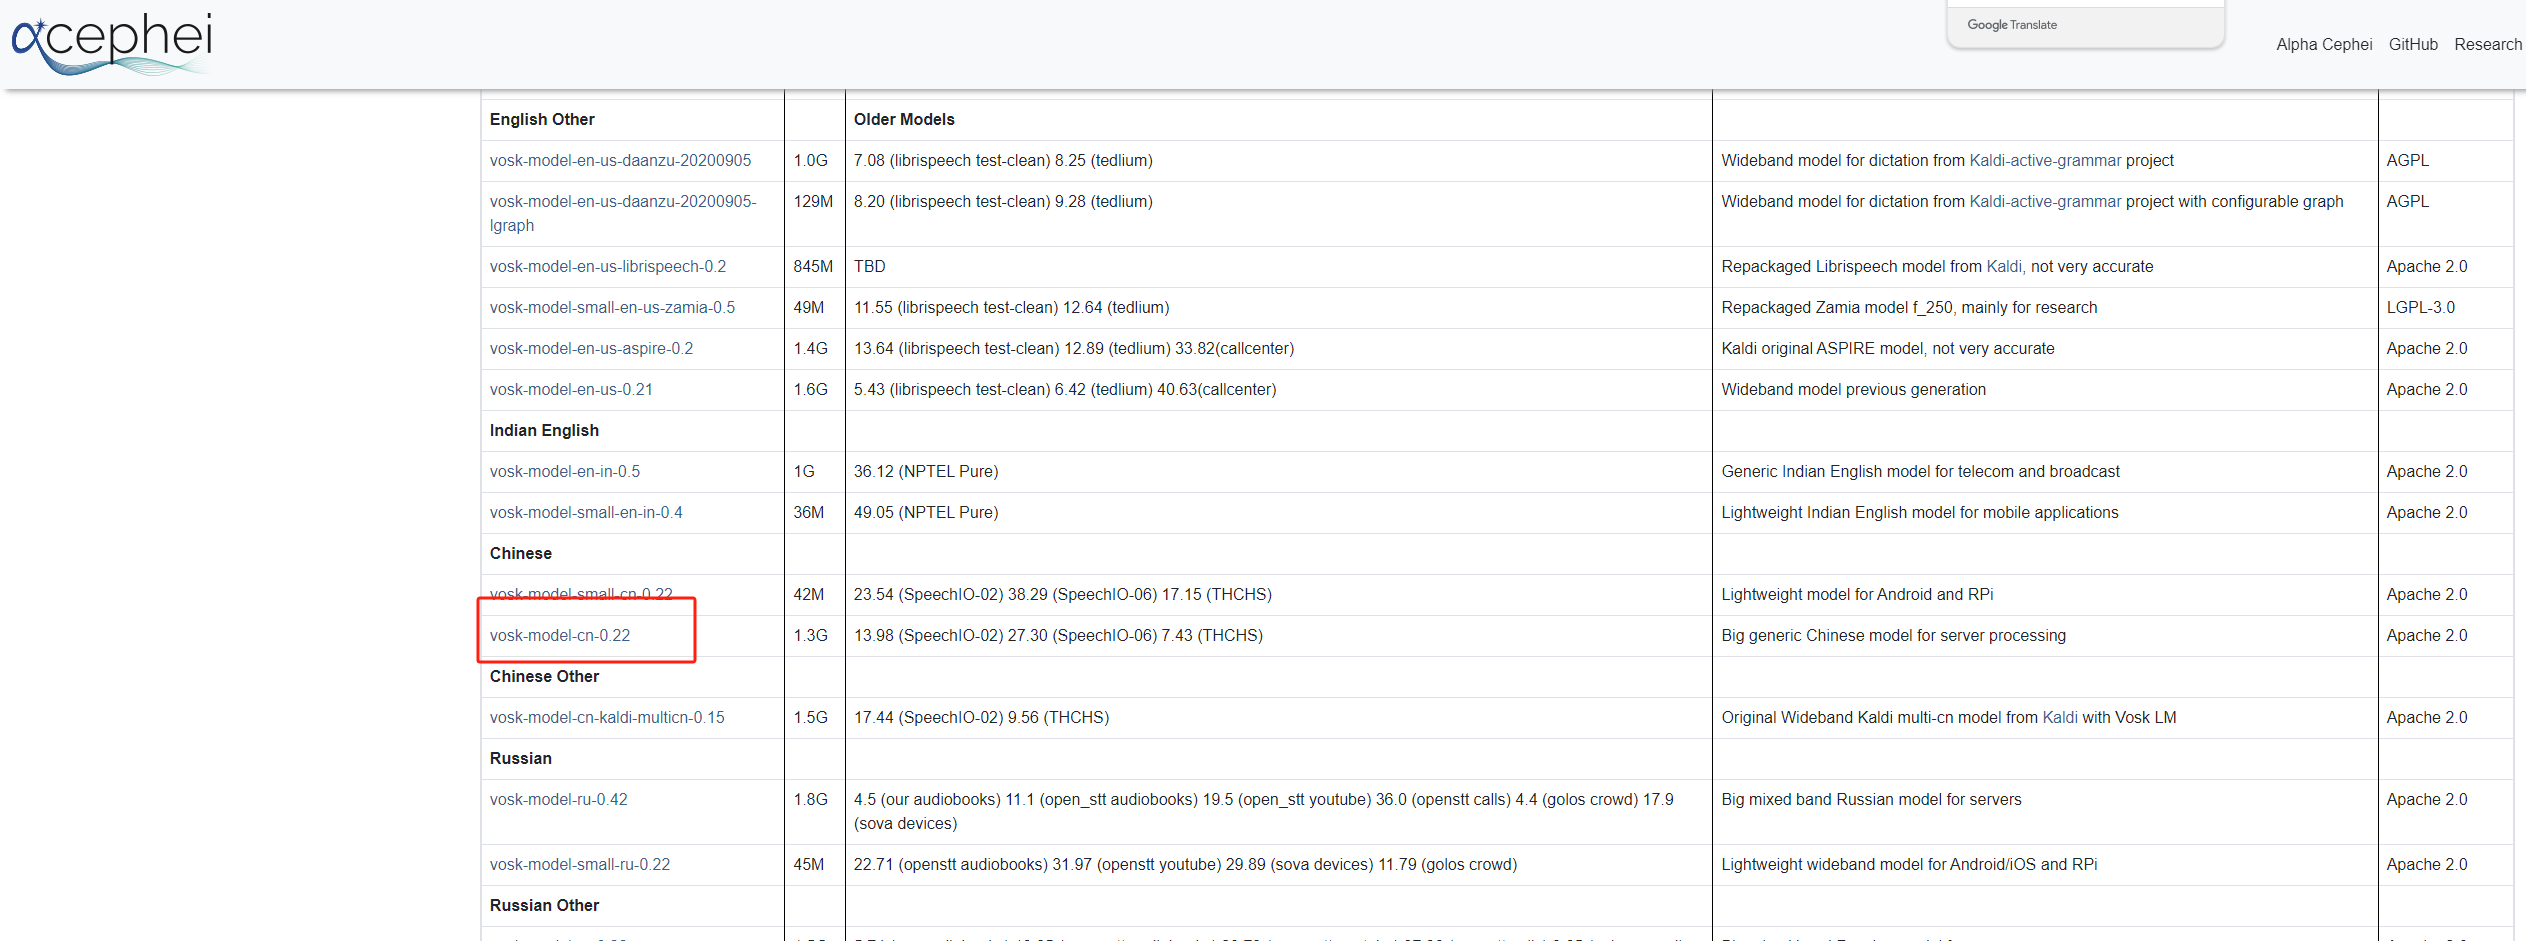 αcephei
Google Translate
Alpha Cephei GitHub Research
English Other Older Models
vosk-model-en-us-daanzu-20200905 1.0G 7.08 (librispeech test-clean) 8.25 (tedlium) Wideband model for dictation from Kaldi-active-grammar project AGPL
vosk-model-en-us-daanzu-20200905- 129M 8.20 (librispeech test-clean) 9.28 (tedlium) Wideband model for dictation from Kaldi-active-grammar project with configurable graph AGPL
lgraph
vosk-model-en-us-librispeech-0.2 845M TBD Repackaged Librispeech model from Kaldi, not very accurate Apache 2.0
vosk-model-small-en-us-zamia-0.5 49M 11.55 (librispeech test-clean) 12.64 (tedlium) Repackaged Zamia model f_250, mainly for research LGPL-3.0
vosk-model-en-us-aspire-0.2 1.4G 13.64 (librispeech test-clean) 12.89 (tedlium) 33.82(callcenter) Kaldi original ASPIRE model, not very accurate Apache 2.0
vosk-model-en-us-0.21 1.6G 5.43 (librispeech test-clean) 6.42 (tedlium) 40.63(callcenter) Wideband model previous generation Apache 2.0
Indian English
vosk-model-en-in-0.5 1G 36.12 (NPTEL Pure) Generic Indian English model for telecom and broadcast Apache 2.0
vosk-model-small-en-in-0.4 36M 49.05 (NPTEL Pure) Lightweight Indian English model for mobile applications Apache 2.0
Chinese
vosk-model-small-cn-0.22 42M 23.54 (SpeechIO-02) 38.29 (SpeechIO-06) 17.15 (THCHS) Lightweight model for Android and RPi Apache 2.0
vosk-model-cn-0.22 1.3G 13.98 (SpeechIO-02) 27.30 (SpeechIO-06) 7.43 (THCHS) Big generic Chinese model for server processing Apache 2.0
Chinese Other
vosk-model-cn-kaldi-multicn-0.15 1.5G 17.44 (SpeechIO-02) 9.56 (THCHS) Original Wideband Kaldi multi-cn model from Kaldi with Vosk LM Apache 2.0
Russian
vosk-model-ru-0.42 1.8G 4.5 (our audiobooks) 11.1 (open_stt audiobooks) 19.5 (open_stt youtube) 36.0 (openstt calls) 4.4 (golos crowd) 17.9 Big mixed band Russian model for servers Apache 2.0
(sova devices)
vosk-model-small-ru-0.22 45M 22.71 (openstt audiobooks) 31.97 (openstt youtube) 29.89 (sova devices) 11.79 (golos crowd) Lightweight wideband model for Android/iOS and RPi Apache 2.0
Russian Other